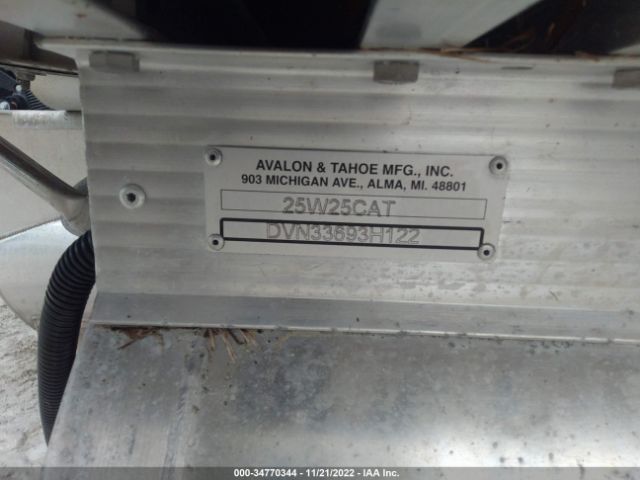 AVALON & TAHOE MFG., INC.
903 MICHIGAN AVE., ALMA, MI. 48801
25W25CAT
DVN33693H122
000-34770344 - 11/21/2022 - IAA Inc.